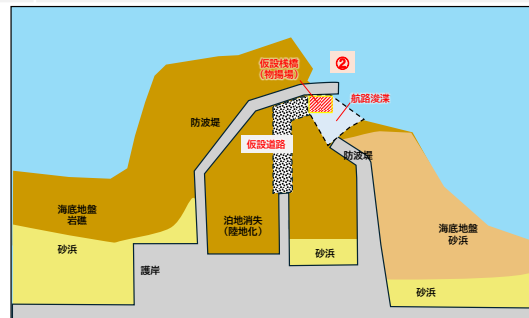 ②
仮設桟橋
(物揚場)
航路浚渫
防波堤
仮設道路
防波堤
海底地盤
岩礁
泊地消失
(陸地化)
海底地盤
砂浜
砂浜
砂浜
護岸
砂浜